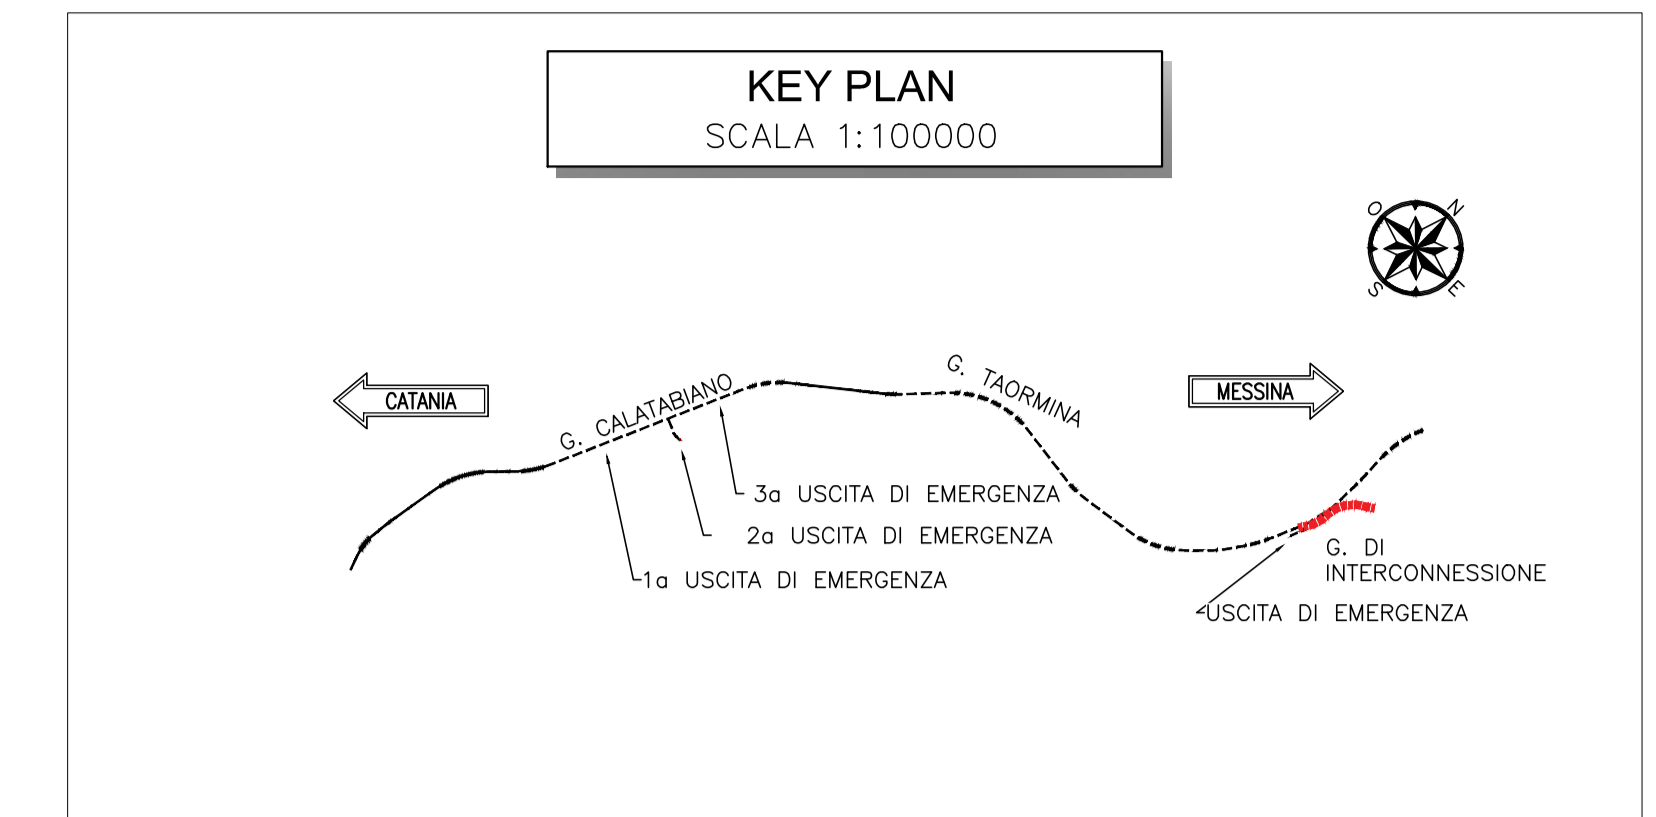 KEY PLAN
SCALA 1:100000
O
N
S
E
CATANIA
G. CALATABIANO
G. TAORMINA
MESSINA
3a USCITA DI EMERGENZA
2a USCITA DI EMERGENZA
1a USCITA DI EMERGENZA
G. DI
INTERCONNESSIONE
USCITA DI EMERGENZA